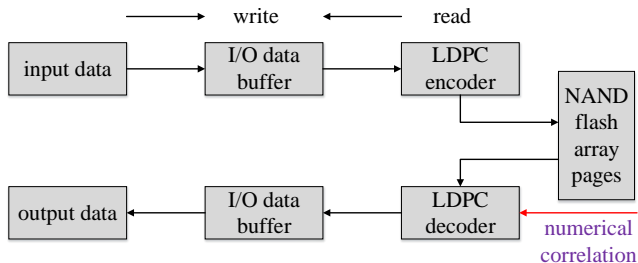 write
read
input data
I/O data
buffer
LDPC
encoder
NAND
flash
array
pages
output data
I/O data
buffer
LDPC
decoder
numerical
correlation